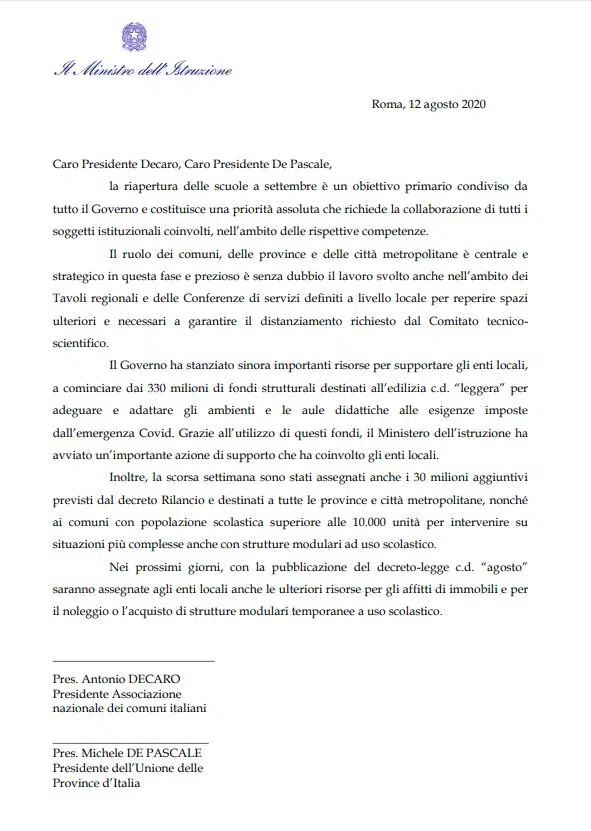 Il Ministro dell'Istruzione
Roma, 12 agosto 2020
Caro Presidente Decaro, Caro Presidente De Pascale,
la riapertura delle scuole a settembre è un obiettivo primario condiviso da
tutto il Governo e costituisce una priorità assoluta che richiede la collaborazione di tutti i
soggetti istituzionali coinvolti, nell’ambito delle rispettive competenze.
Il ruolo dei comuni, delle province e delle città metropolitane è centrale e
strategico in questa fase e prezioso è senza dubbio il lavoro svolto anche nell’ambito dei
Tavoli regionali e delle Conferenze di servizi definiti a livello locale per reperire spazi
ulteriori e necessari a garantire il distanziamento richiesto dal Comitato tecnico-
scientifico.
Il Governo ha stanziato sinora importanti risorse per supportare gli enti locali,
a cominciare dai 330 milioni di fondi strutturali destinati all’edilizia c.d. “leggera” per
adeguare e adattare gli ambienti e le aule didattiche alle esigenze imposte
dall’emergenza Covid. Grazie all’utilizzo di questi fondi, il Ministero dell’istruzione ha
avviato un’importante azione di supporto che ha coinvolto gli enti locali.
Inoltre, la scorsa settimana sono stati assegnati anche i 30 milioni aggiuntivi
previsti dal decreto Rilancio e destinati a tutte le province e città metropolitane, nonché
ai comuni con popolazione scolastica superiore alle 10.000 unità per intervenire su
situazioni più complesse anche con strutture modulari ad uso scolastico.
Nei prossimi giorni, con la pubblicazione del decreto-legge c.d. “agosto”
saranno assegnate agli enti locali anche le ulteriori risorse per gli affitti di immobili e per
il noleggio o l’acquisto di strutture modulari temporanee a uso scolastico.
Pres. Antonio DECARO
Presidente Associazione
nazionale dei comuni italiani
Pres. Michele DE PASCALE
Presidente dell’Unione delle
Province d’Italia